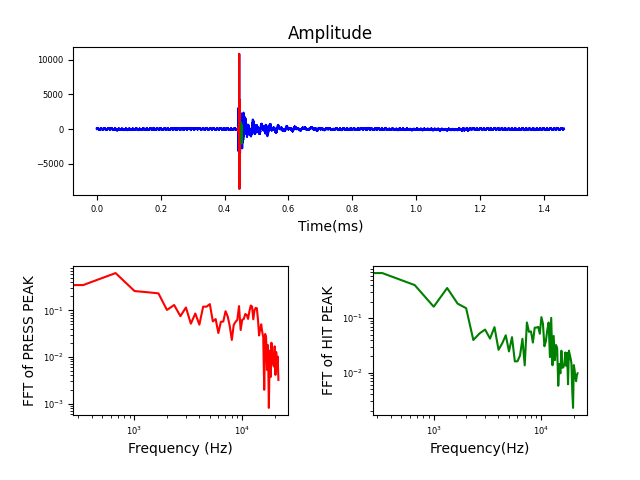 Amplitude
10000
5000
0
−5000
0.0 0.2 0.4 0.6 0.8 1.0 1.2 1.4
Time(ms)
FFT of PRESS PEAK
10⁻¹
10⁻²
10⁻³
10³ 10⁴
Frequency (Hz)
FFT of HIT PEAK
10⁻¹
10⁻²
10³ 10⁴
Frequency(Hz)